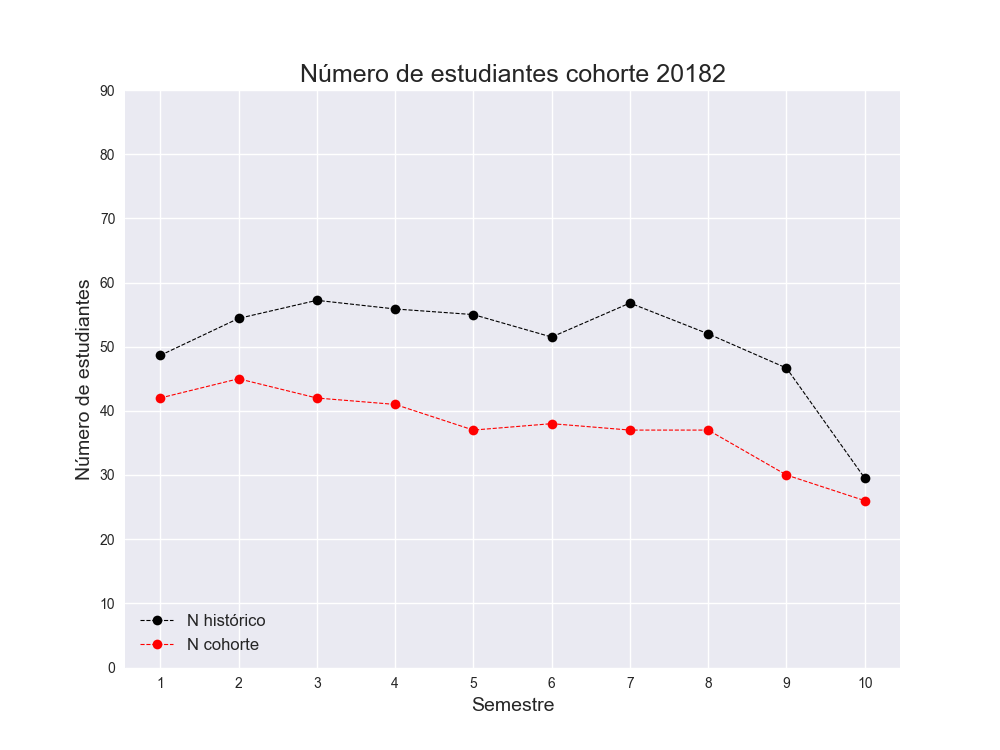 Número de estudiantes cohorte 20182
90
80
70
60
50
40
30
20
10
0
Número de estudiantes
N histórico
N cohorte
1 2 3 4 5 6 7 8 9 10
Semestre